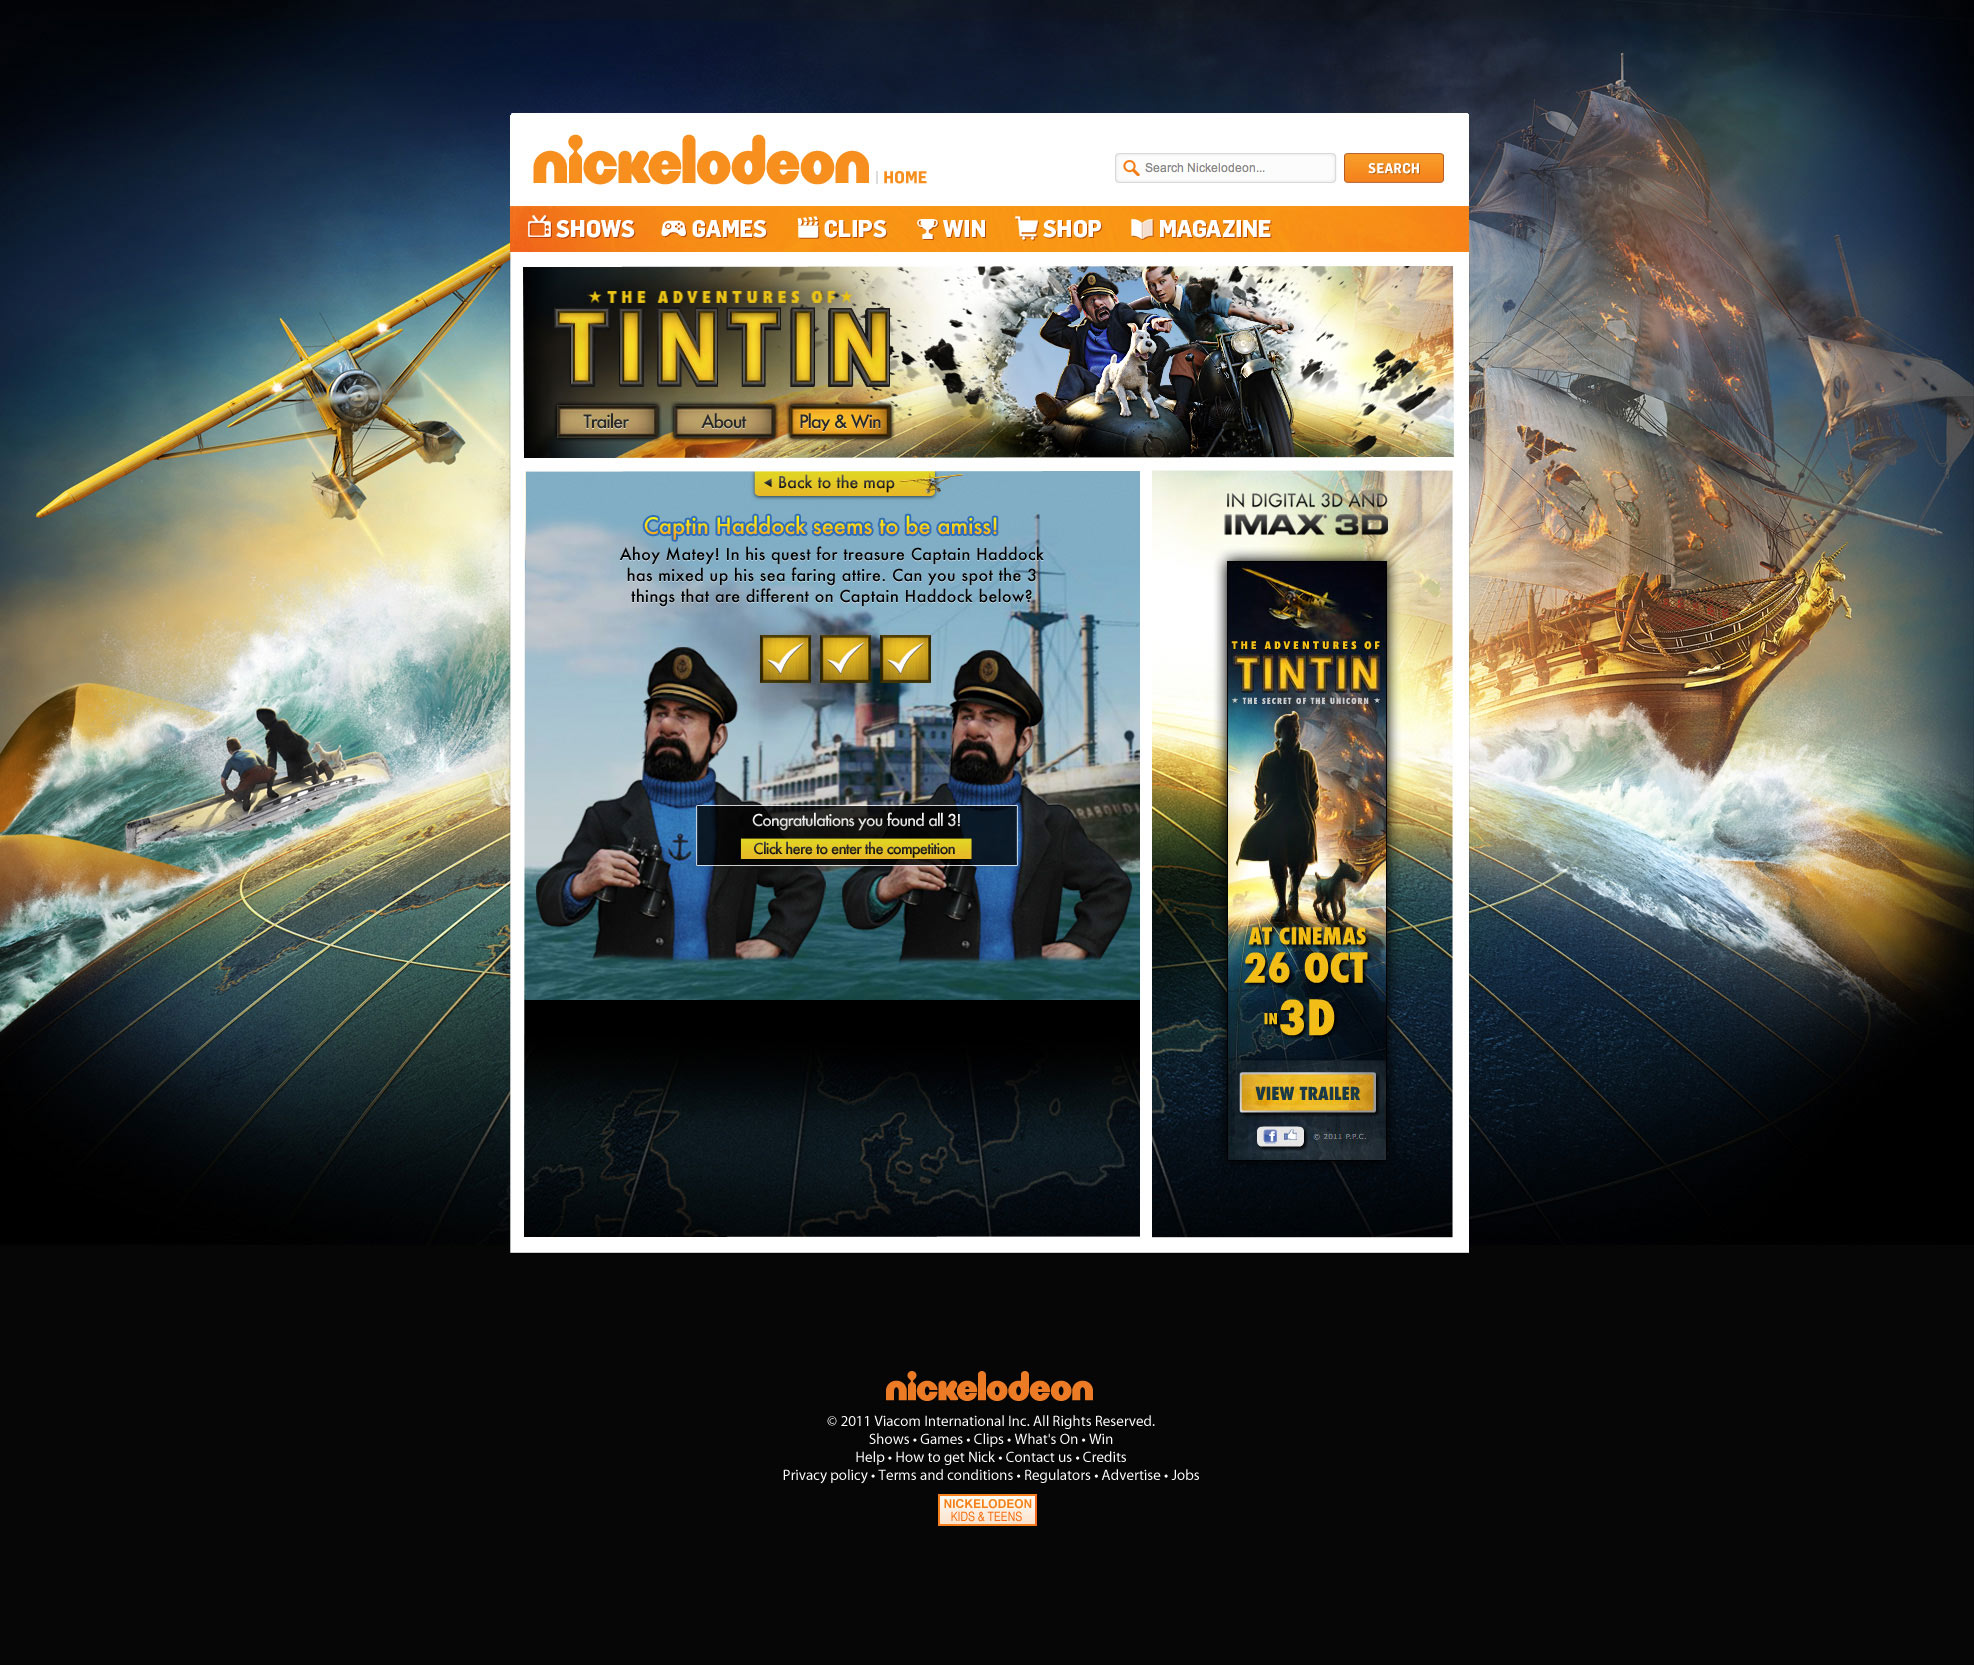 nickelodeon | HOME
Search Nickelodeon...
SEARCH
SHOWS
GAMES
CLIPS
WIN
SHOP
MAGAZINE
THE ADVENTURES OF
TINTIN
Trailer
About
Play & Win
Back to the map
Captin Haddock seems to be amiss!
Ahoy Matey! In his quest for treasure Captain Haddock
has mixed up his sea faring attire. Can you spot the 3
things that are different on Captain Haddock below?
Congratulations you found all 3!
Click here to enter the competition
IN DIGITAL 3D AND
IMAX 3D
THE ADVENTURES OF
TINTIN
THE SECRET OF THE UNICORN
AT CINEMAS
26 OCT
IN 3D
VIEW TRAILER
© 2011 P.P.C.
nickelodeon
© 2011 Viacom International Inc. All Rights Reserved.
Shows • Games • Clips • What's On • Win
Help • How to get Nick • Contact us • Credits
Privacy policy • Terms and conditions • Regulators • Advertise • Jobs
NICKELODEON
KIDS & TEENS